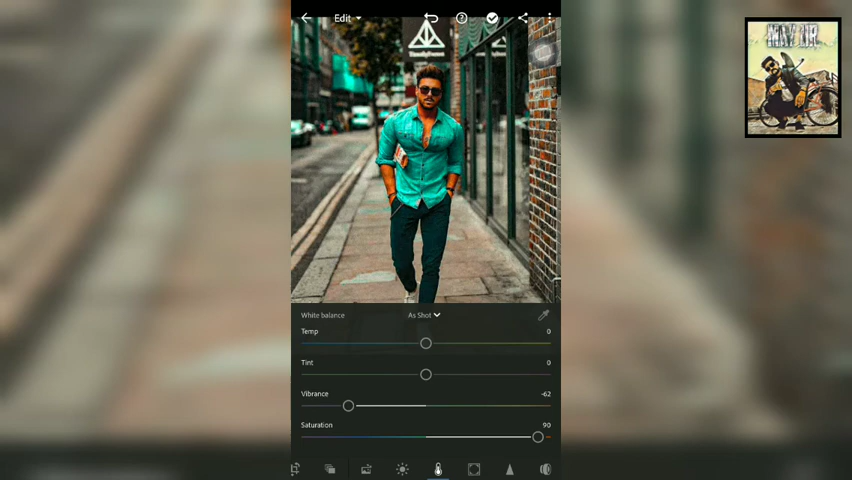 Edit
White balance
As Shot
Temp
0
Tint
0
Vibrance
-62
Saturation
90